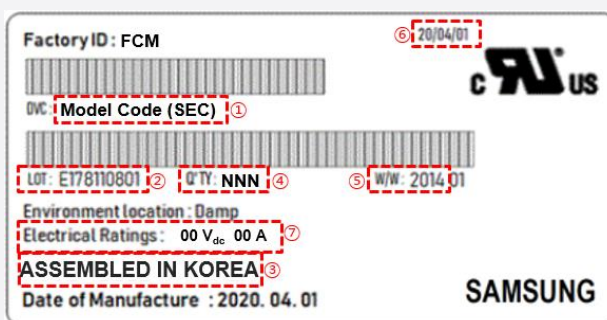 Factory ID : FCM
⑥ 20/04/01
c RU US
DVC: Model Code (SEC) ①
LOT: E178110801 ② Q'TY: NNN ④ ⑤ W/W: 2014 01
Environment location : Damp
Electrical Ratings : 00 Vdc 00 A ⑦
ASSEMBLED IN KOREA ③
Date of Manufacture : 2020. 04. 01
SAMSUNG